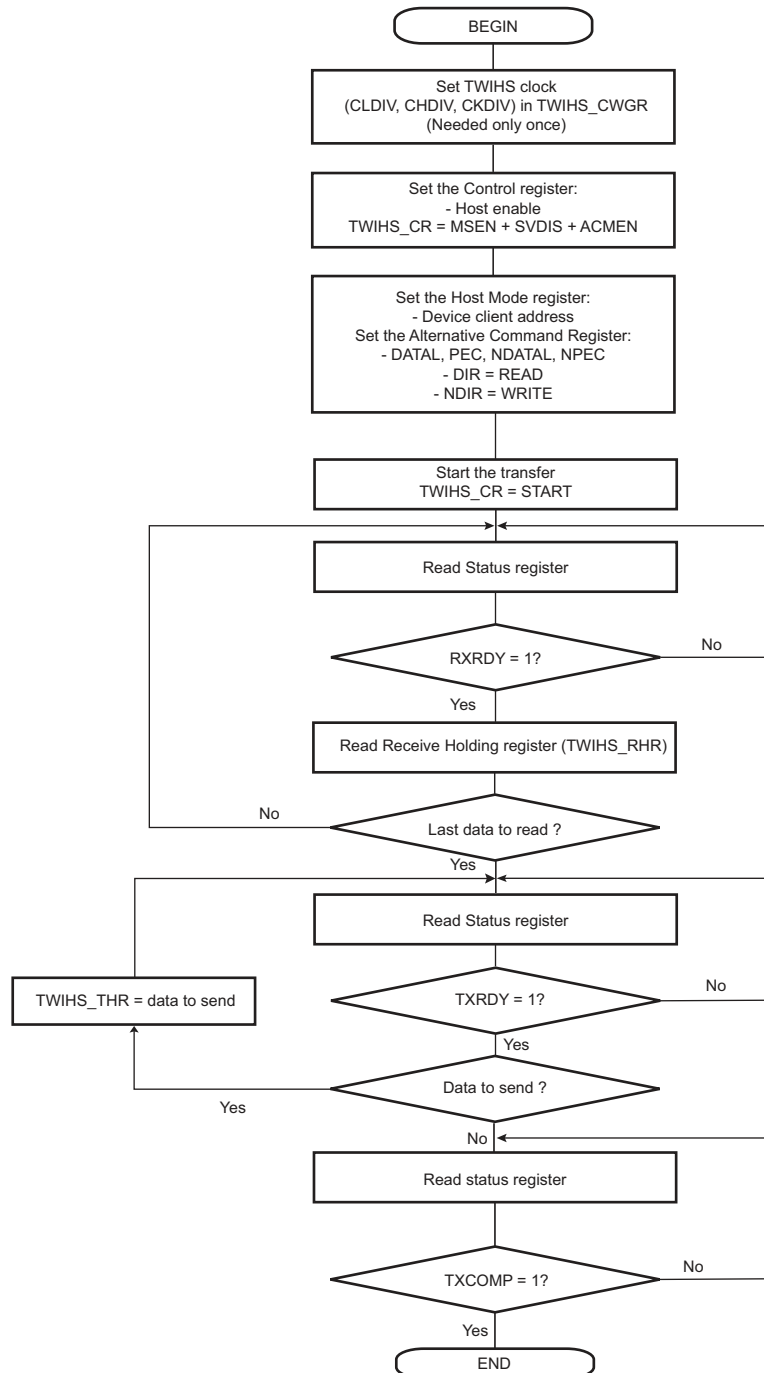 BEGIN
Set TWIHS clock
(CLDIV, CHDIV, CKDIV) in TWIHS_CWGR
(Needed only once)
Set the Control register:
- Host enable
TWIHS_CR = MSEN + SVDIS + ACMEN
Set the Host Mode register:
- Device client address
Set the Alternative Command Register:
- DATAL, PEC, NDATAL, NPEC
- DIR = READ
- NDIR = WRITE
Start the transfer
TWIHS_CR = START
Read Status register
RXRDY = 1?
No
Yes
Read Receive Holding register (TWIHS_RHR)
No
Last data to read ?
Yes
Read Status register
TWIHS_THR = data to send
TXRDY = 1?
No
Yes
Data to send ?
Yes
No
Read status register
TXCOMP = 1?
No
Yes
END